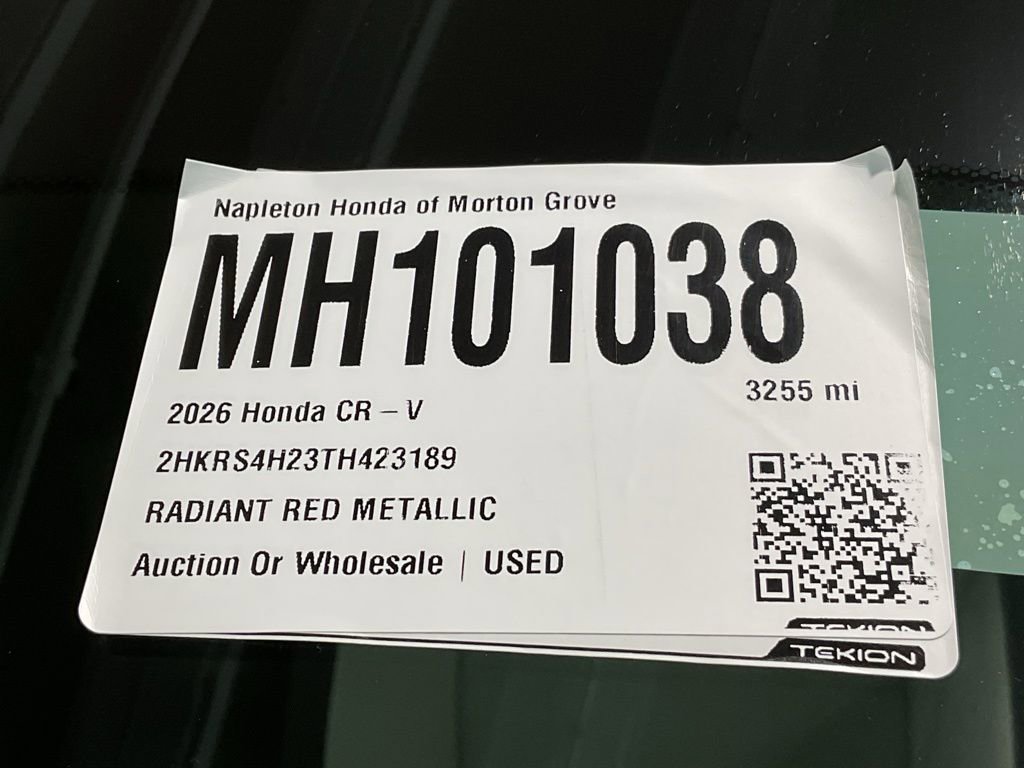 Napleton Honda of Morton Grove
MH101038
3255 mi
2026 Honda CR – V
2HKRS4H23TH423189
RADIANT RED METALLIC
Auction Or Wholesale | USED
TEKION
TEKION